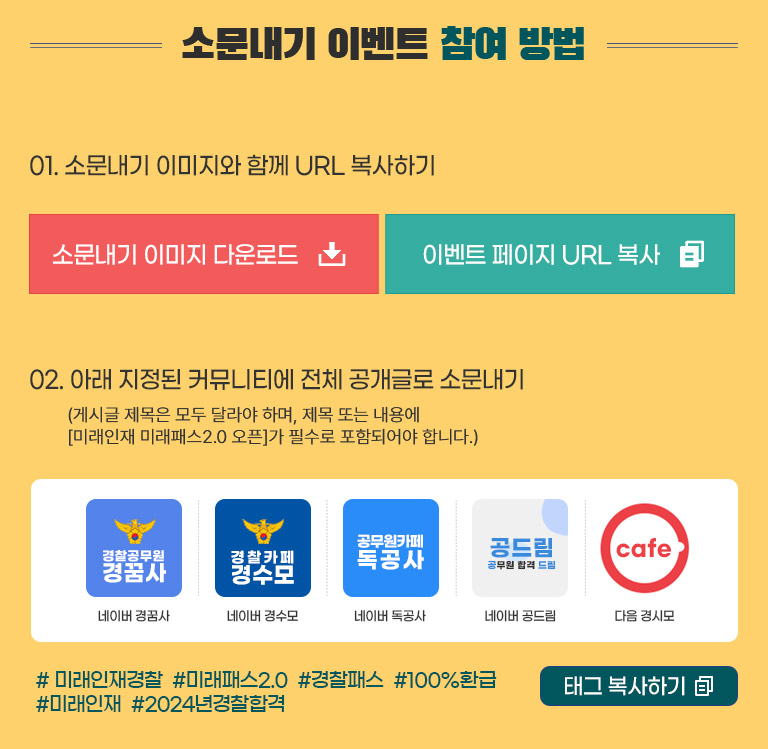 소문내기 이벤트 참여 방법
01. 소문내기 이미지와 함께 URL 복사하기
소문내기 이미지 다운로드
이벤트 페이지 URL 복사
02. 아래 지정된 커뮤니티에 전체 공개글로 소문내기
(게시글 제목은 모두 달라야 하며, 제목 또는 내용에
[미래인재 미래패스2.0 오픈]가 필수로 포함되어야 합니다.)
경찰공무원
경꿈사
네이버 경꿈사
경찰카페
경수모
네이버 경수모
공무원카페
독공사
네이버 독공사
공드림
공무원 합격 드림
네이버 공드림
cafe
다음 경시모
# 미래인재경찰 #미래패스2.0 #경찰패스 #100%환급
#미래인재 #2024년경찰합격
태그 복사하기